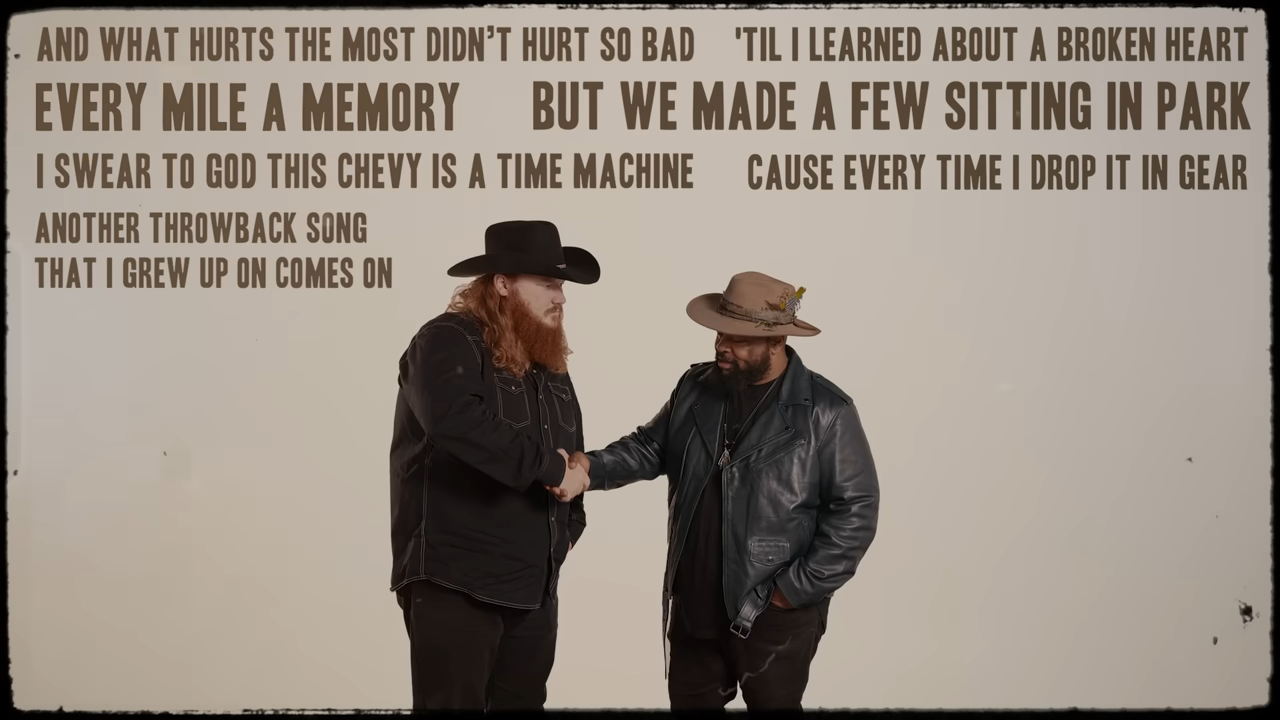 AND WHAT HURTS THE MOST DIDN'T HURT SO BAD 'TIL I LEARNED ABOUT A BROKEN HEART
EVERY MILE A MEMORY BUT WE MADE A FEW SITTING IN PARK
I SWEAR TO GOD THIS CHEVY IS A TIME MACHINE CAUSE EVERY TIME I DROP IT IN GEAR
ANOTHER THROWBACK SONG
THAT I GREW UP ON COMES ON